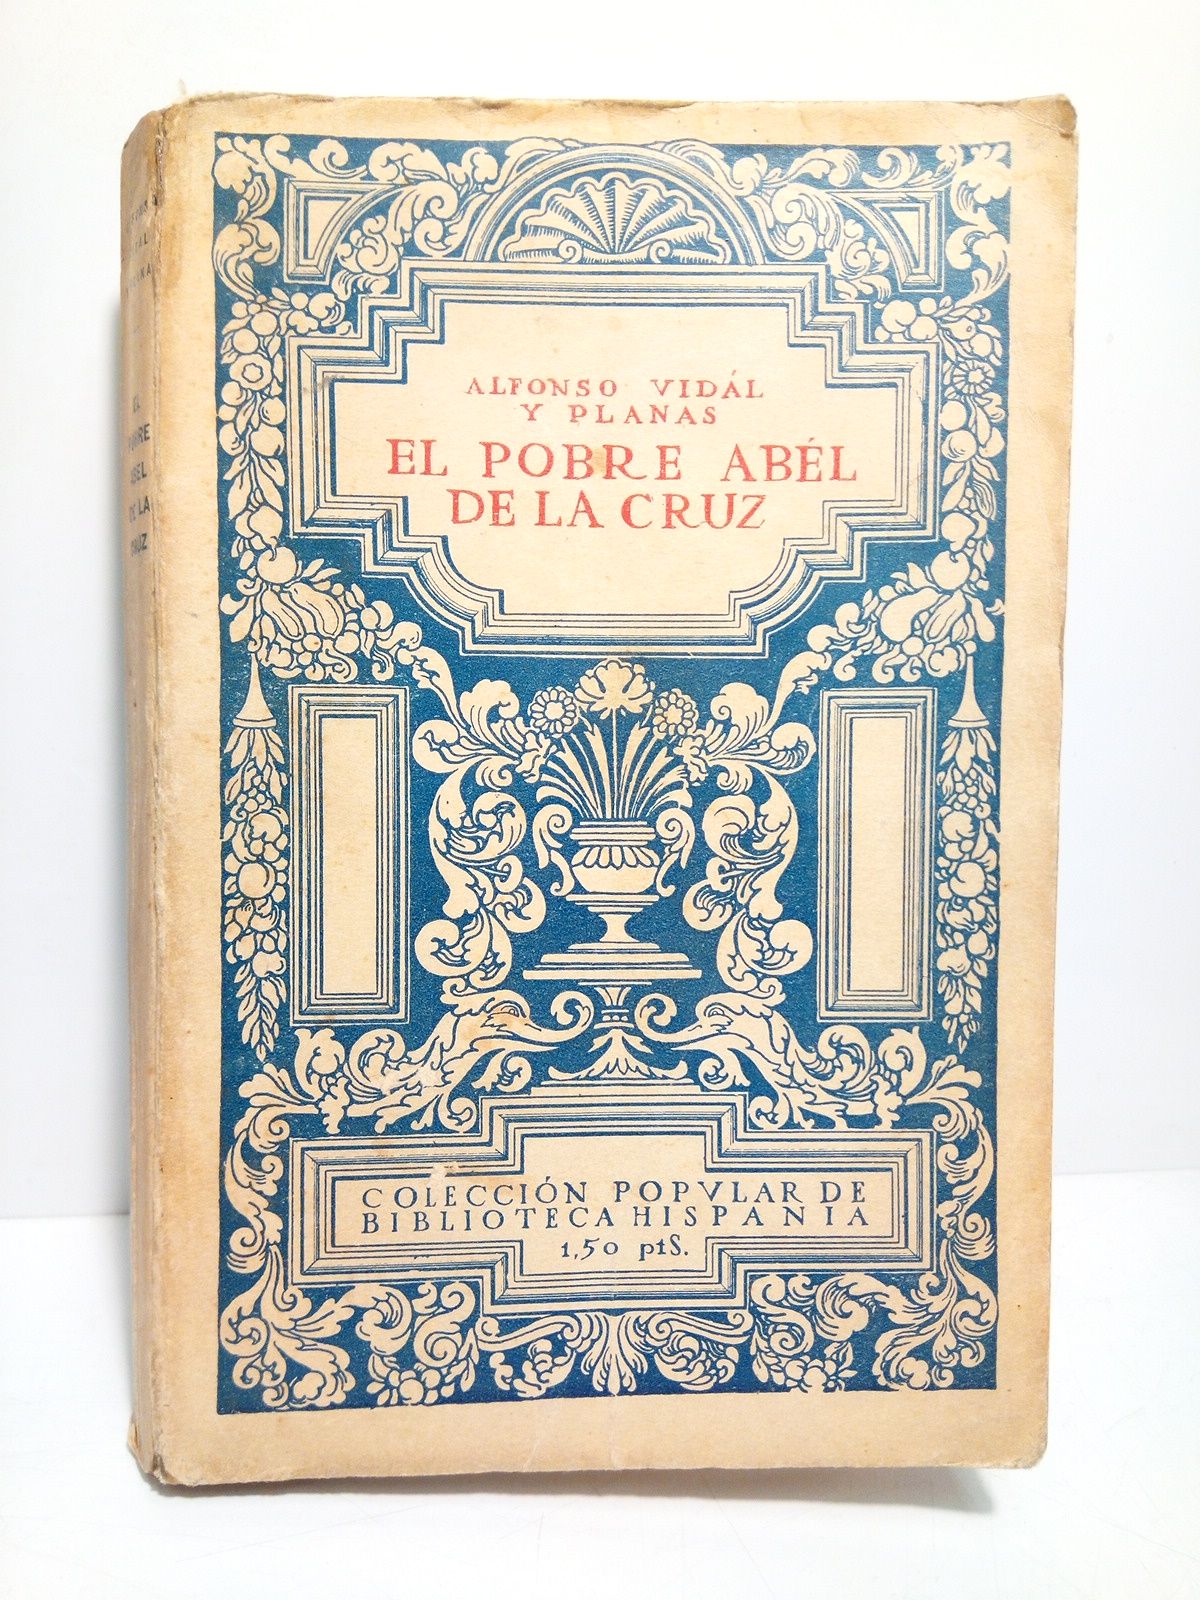 ALFONSO VIDÁL
Y PLANAS
EL POBRE ABÉL
DE LA CRUZ
COLECCIÓN POPVLAR DE
BIBLIOTECA HISPANIA
1,50 ptS.
EL
POBRE
ABEL
DE LA
CRUZ